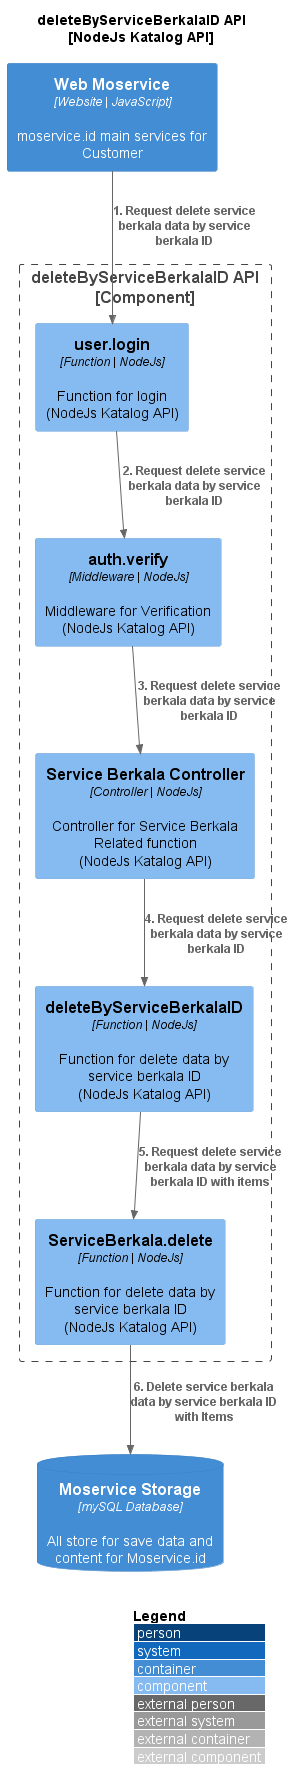 deleteByServiceBerkalaID API
[NodeJs Katalog API]
Web Moservice
[Website | JavaScript]
moservice.id main services for
Customer
1. Request delete service
berkala data by service
berkala ID
deleteByServiceBerkalaID API
[Component]
user.login
[Function | NodeJs]
Function for login
(NodeJs Katalog API)
2. Request delete service
berkala data by service
berkala ID
auth.verify
[Middleware | NodeJs]
Middleware for Verification
(NodeJs Katalog API)
3. Request delete service
berkala data by service
berkala ID
Service Berkala Controller
[Controller | NodeJs]
Controller for Service Berkala
Related function
(NodeJs Katalog API)
4. Request delete service
berkala data by service
berkala ID
deleteByServiceBerkalaID
[Function | NodeJs]
Function for delete data by
service berkala ID
(NodeJs Katalog API)
5. Request delete service
berkala data by service
berkala ID with items
ServiceBerkala.delete
[Function | NodeJs]
Function for delete data by
service berkala ID
(NodeJs Katalog API)
6. Delete service berkala
data by service berkala ID
with Items
Moservice Storage
[mySQL Database]
All store for save data and
content for Moservice.id
Legend
person
system
container
component
external person
external system
external container
external component